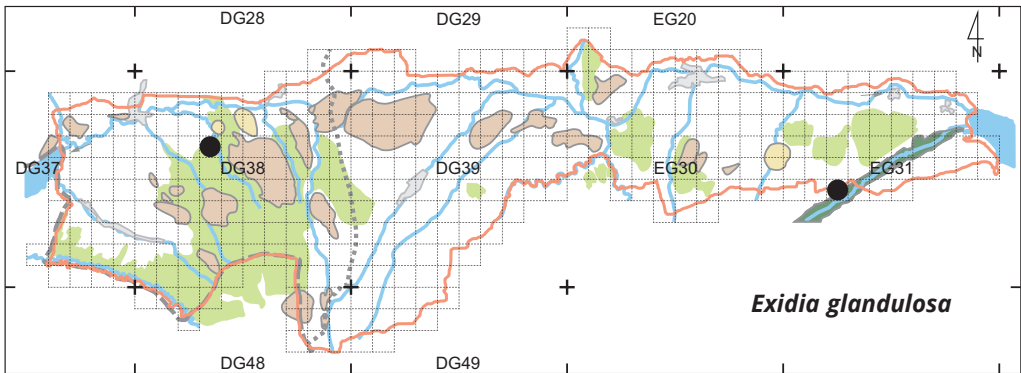 DG28 DG29 EG20
N
DG37 DG38 DG39 EG30 EG31
Exidia glandulosa
DG48 DG49